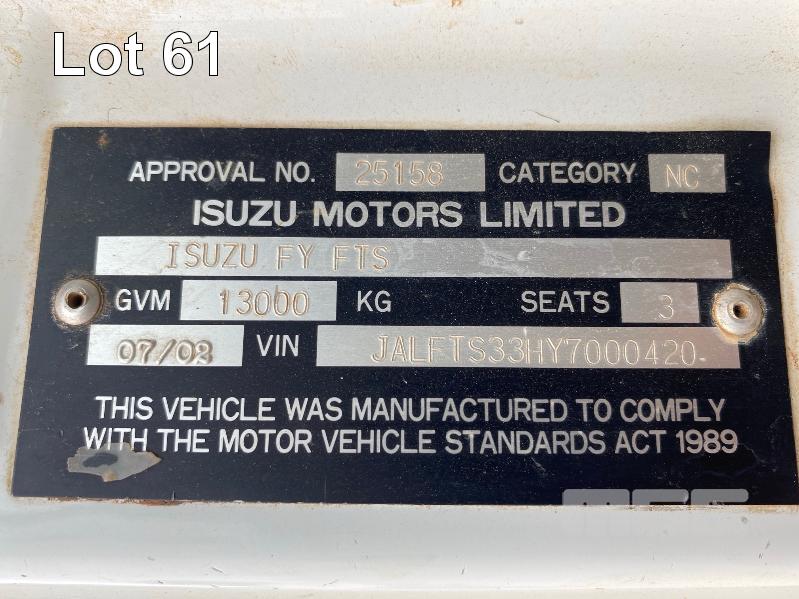 Lot 61
APPROVAL NO. 25158 CATEGORY NC
ISUZU MOTORS LIMITED
ISUZU FY FTS
GVM 13000 KG SEATS 3
07/02 VIN JALFTS33HY7000420-
THIS VEHICLE WAS MANUFACTURED TO COMPLY
WITH THE MOTOR VEHICLE STANDARDS ACT 1989